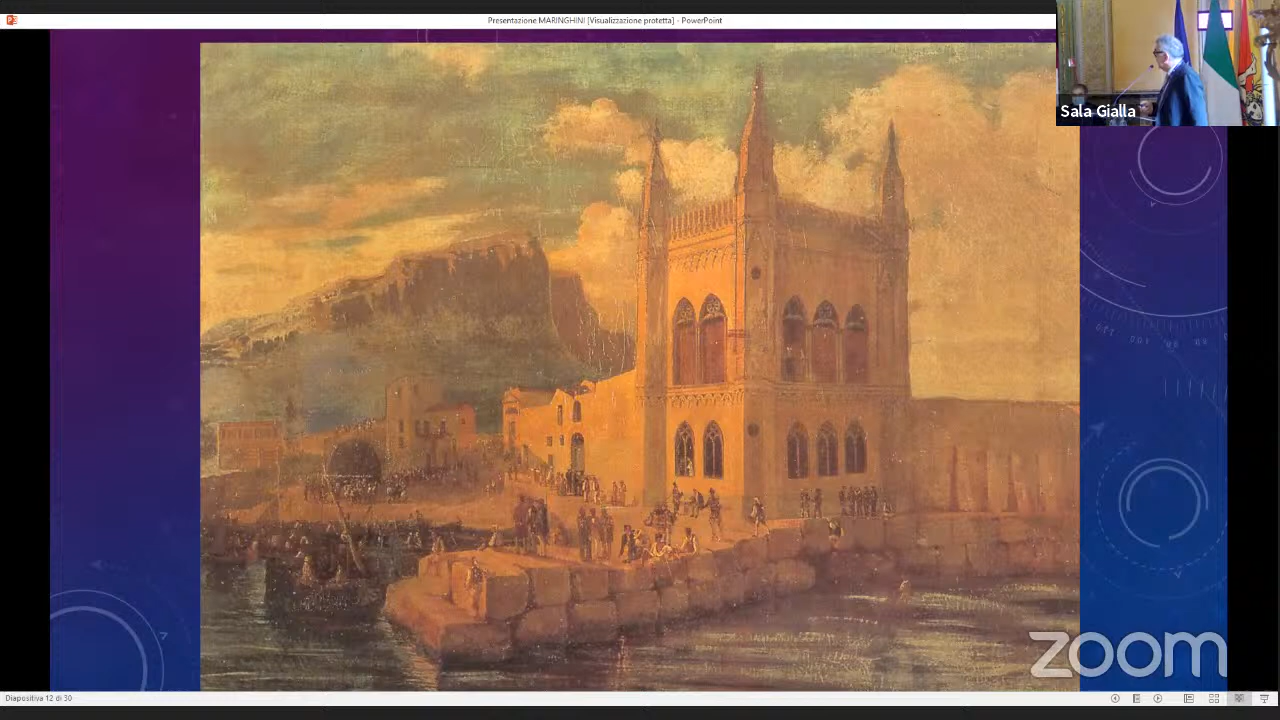 Presentazione MARINGHINI [Visualizzazione protetta] - PowerPoint
Sala Gialla
zoom
Diapositiva 12 di 30